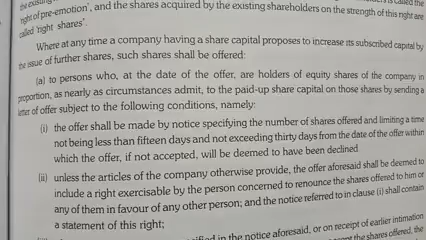 the existing
'right of pre-emotion', and the shares acquired by the existing shareholders on the strength of this right are
called 'right shares'.
Where at any time a company having a share capital proposes to increase its subscribed capital by
the issue of further shares, such shares shall be offered:
(a) to persons who, at the date of the offer, are holders of equity shares of the company in
proportion, as nearly as circumstances admit, to the paid-up share capital on those shares by sending a
letter of offer subject to the following conditions, namely:
(i) the offer shall be made by notice specifying the number of shares offered and limiting a time
not being less than fifteen days and not exceeding thirty days from the date of the offer within
which the offer, if not accepted, will be deemed to have been declined
(ii) unless the articles of the company otherwise provide, the offer aforesaid shall be deemed to
include a right exercisable by the person concerned to renounce the shares offered to him or
any of them in favour of any other person; and the notice referred to in clause (i) shall contain
a statement of this right;
in the notice aforesaid, or on receipt of earlier intimation
the shares offered, the